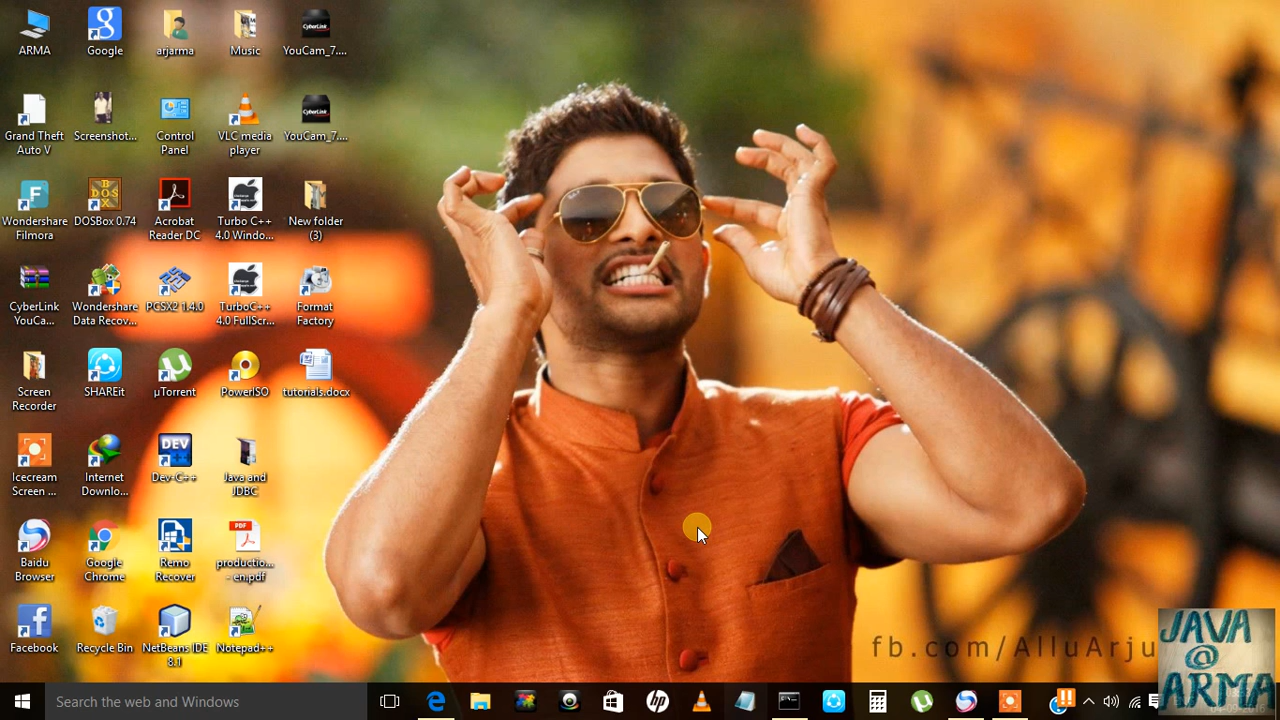 ARMA
Google
arjarma
Music
YouCam_7....
Grand Theft
Auto V
Screenshot...
Control
Panel
VLC media
player
YouCam_7....
Wondershare
Filmora
DOSBox 0.74
Acrobat
Reader DC
Turbo C++
4.0 Windo...
New folder
(3)
CyberLink
YouCa...
Wondershare
Data Recov...
PCSX2 1.4.0
TurboC++
4.0 FullScr...
Format
Factory
Screen
Recorder
SHAREit
µTorrent
PowerISO
tutorials.docx
Icecream
Screen ...
Internet
Downlo...
Dev-C++
Java and
JDBC
Baidu
Browser
Google
Chrome
Remo
Recover
productio...
- en.pdf
Facebook
Recycle Bin
NetBeans IDE
8.1
Notepad++
fb.com/AlluArju
JAVA
@
ARMA
Search the web and Windows